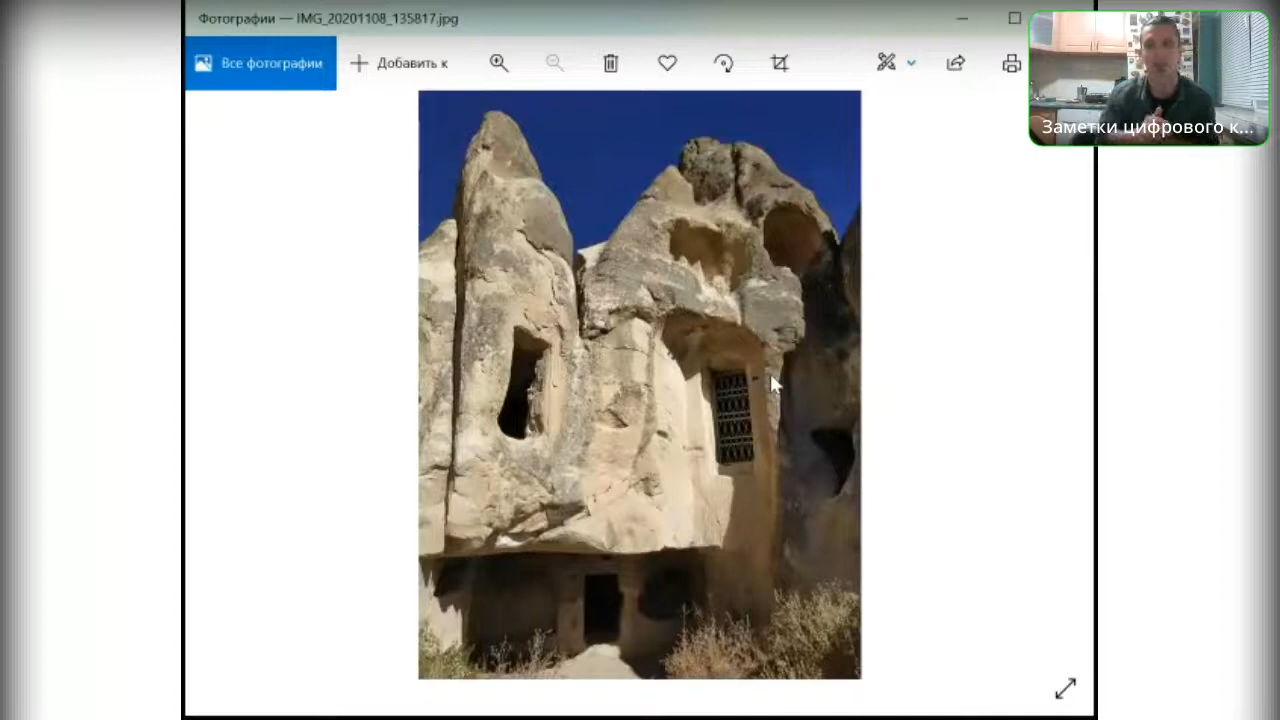 Фотографии — IMG_20201108_135817.jpg
Все фотографии
Добавить к
Заметки цифрового к...